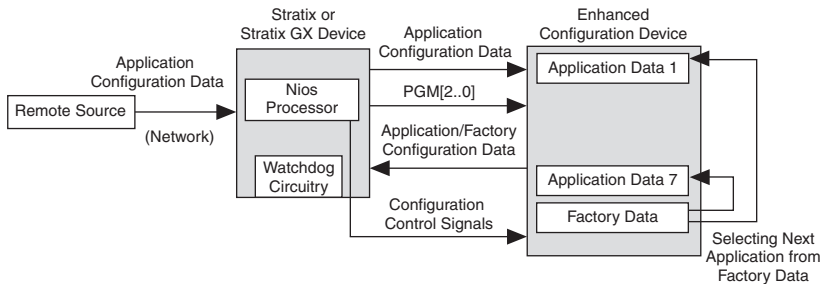 Stratix or
Stratix GX Device
Enhanced
Configuration Device
Application
Configuration Data
Application
Configuration Data
Application Data 1
Nios
Processor
PGM[2..0]
Remote Source
(Network)
Application/Factory
Configuration Data
Watchdog
Circuitry
Application Data 7
Configuration
Control Signals
Factory Data
Selecting Next
Application from
Factory Data